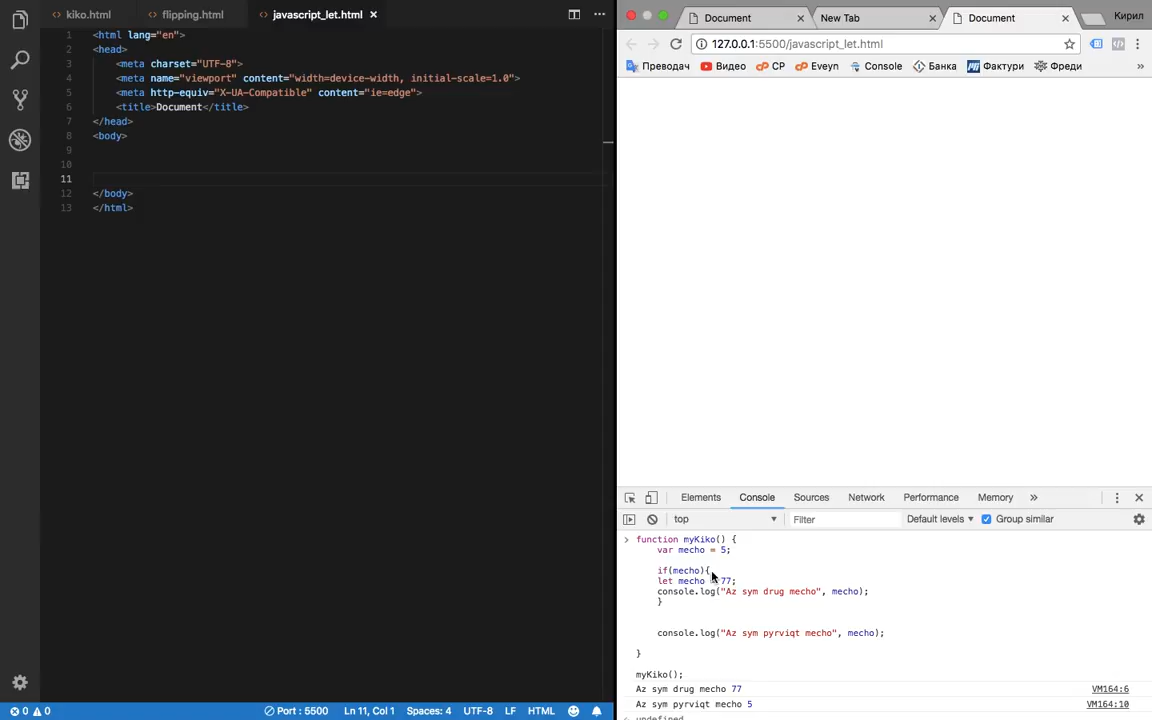 kiko.html flipping.html javascript_let.html
1 <html lang="en">
2 <head>
3 <meta charset="UTF-8">
4 <meta name="viewport" content="width=device-width, initial-scale=1.0">
5 <meta http-equiv="X-UA-Compatible" content="ie=edge">
6 <title>Document</title>
7 </head>
8 <body>
9
10
11
12 </body>
13 </html>
0 0 Port : 5500 Ln 11, Col 1 Spaces: 4 UTF-8 LF HTML
Document New Tab Document Кирил
127.0.0.1:5500/javascript_let.html
Преводач Видео CP Eveyn Console Банка Фактури Фреди »
Elements Console Sources Network Performance Memory »
top Filter Default levels Group similar
function myKiko() {
var mecho = 5;
if(mecho){
let mecho 77;
console.log("Az sym drug mecho", mecho);
}
console.log("Az sym pyrviqt mecho", mecho);
}
myKiko();
Az sym drug mecho 77 VM164:6
Az sym pyrviqt mecho 5 VM164:10
undefined